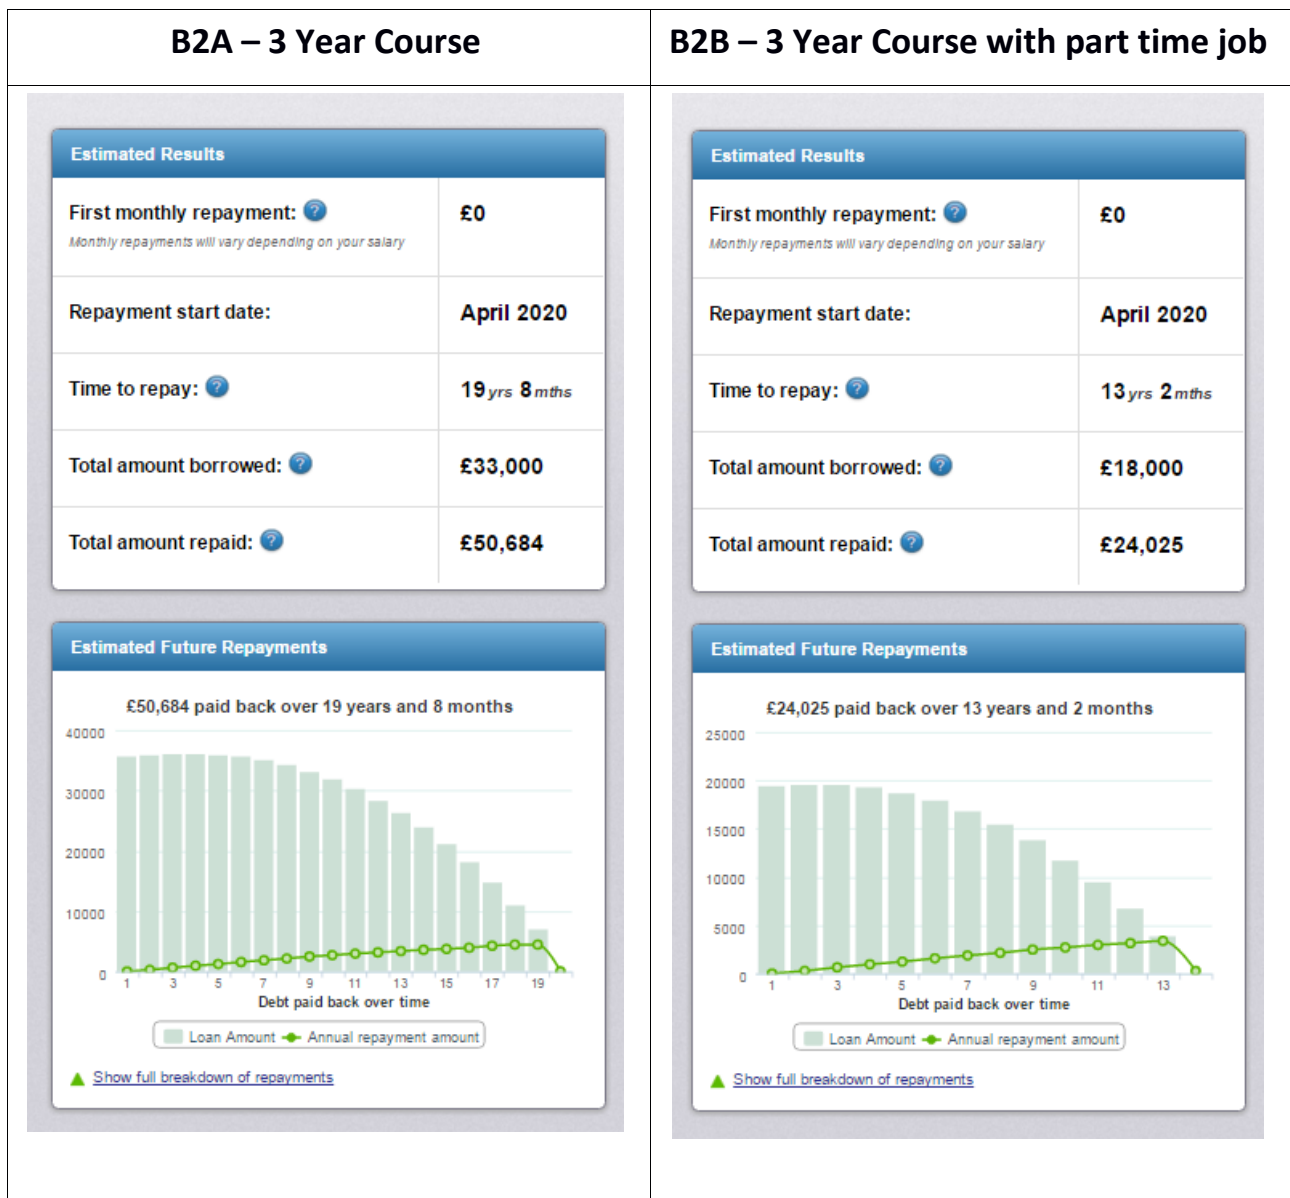 B2A – 3 Year Course
Estimated Results
First monthly repayment: ?
£0
Monthly repayments will vary depending on your salary
Repayment start date:
April 2020
Time to repay: ?
19 yrs 8 mths
Total amount borrowed: ?
£33,000
Total amount repaid: ?
£50,684
Estimated Future Repayments
£50,684 paid back over 19 years and 8 months
40000
30000
20000
10000
0
1 3 5 7 9 11 13 15 17 19
Debt paid back over time
Loan Amount Annual repayment amount
Show full breakdown of repayments
B2B – 3 Year Course with part time job
Estimated Results
First monthly repayment: ?
£0
Monthly repayments will vary depending on your salary
Repayment start date:
April 2020
Time to repay: ?
13 yrs 2 mths
Total amount borrowed: ?
£18,000
Total amount repaid: ?
£24,025
Estimated Future Repayments
£24,025 paid back over 13 years and 2 months
25000
20000
15000
10000
5000
0
1 3 5 7 9 11 13
Debt paid back over time
Loan Amount Annual repayment amount
Show full breakdown of repayments